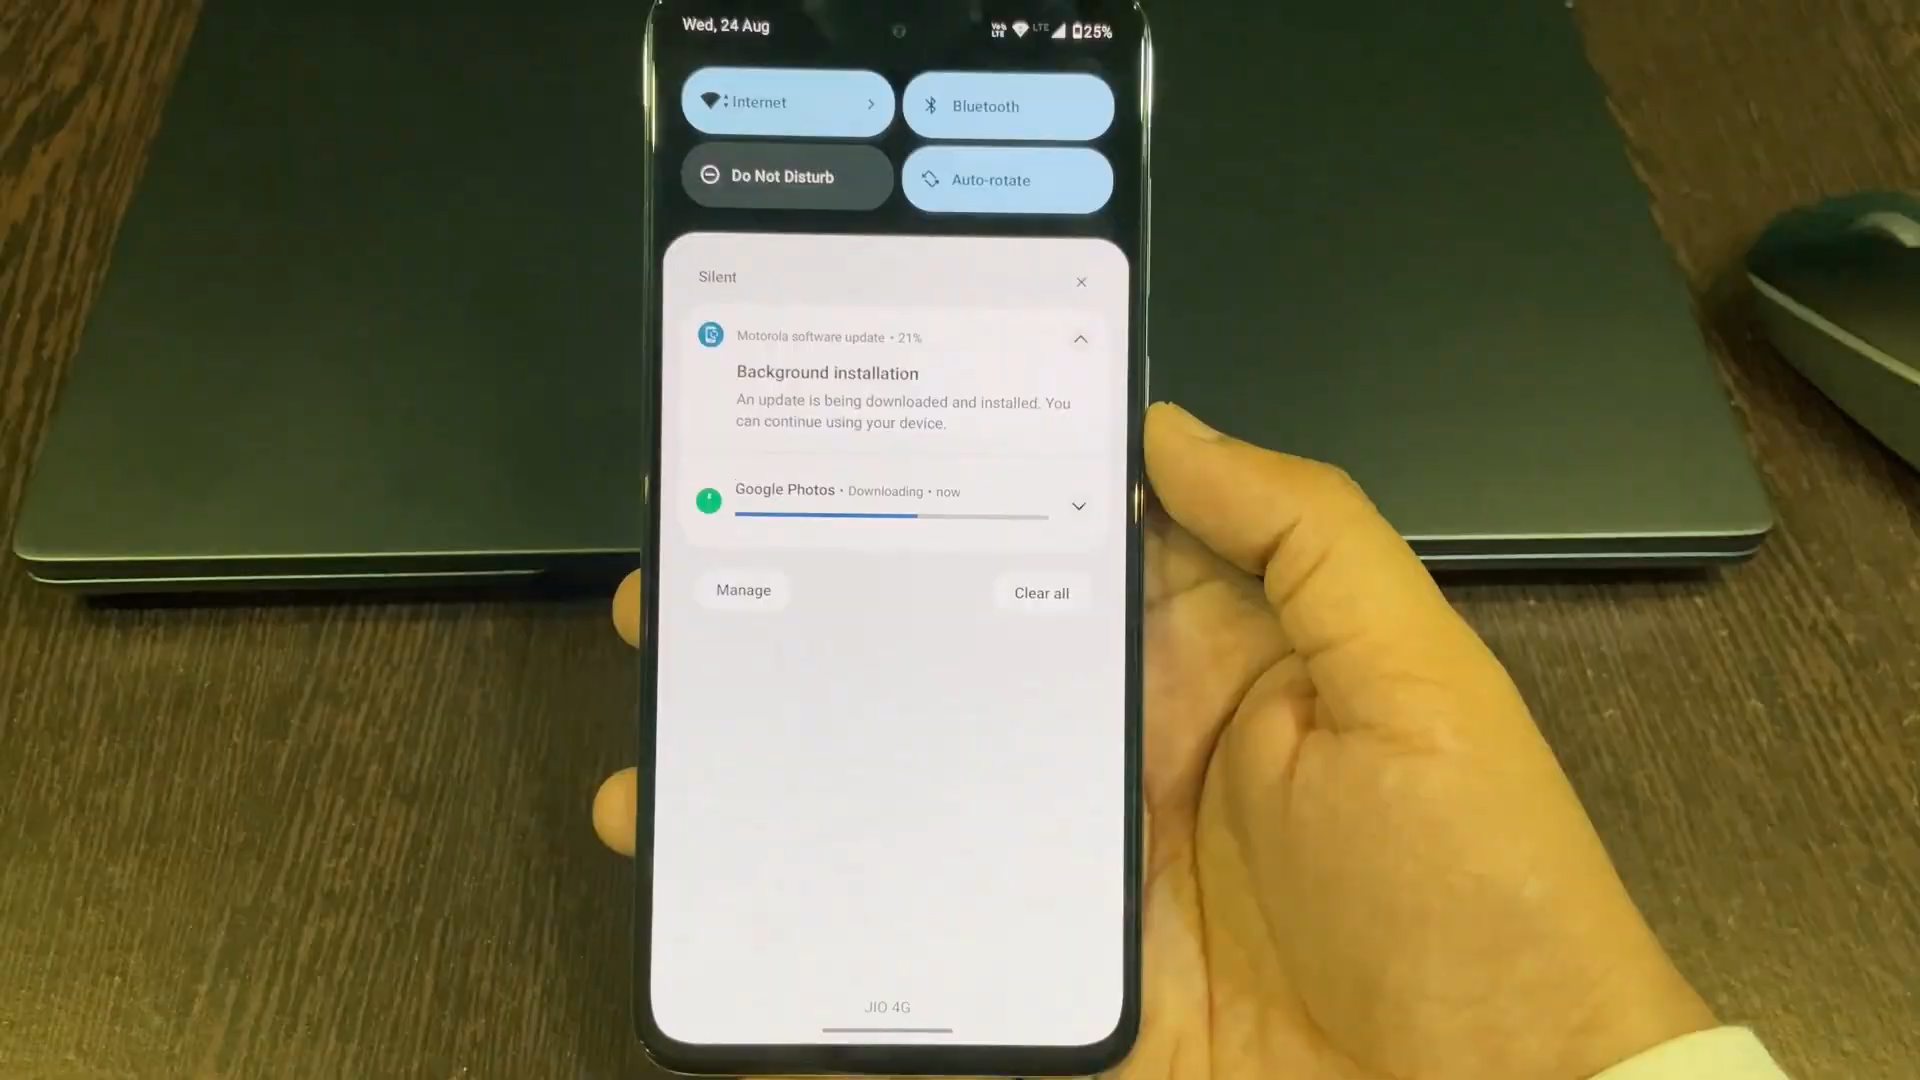 Wed, 24 Aug
VoLTE LTE 25%
Internet
Bluetooth
Do Not Disturb
Auto-rotate
Silent
Motorola software update • 21%
Background installation
An update is being downloaded and installed. You
can continue using your device.
Google Photos • Downloading • now
Manage
Clear all
JIO 4G